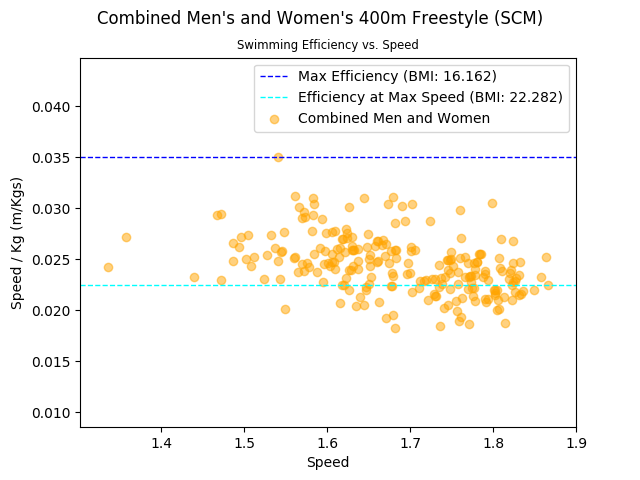 Combined Men's and Women's 400m Freestyle (SCM)
Swimming Efficiency vs. Speed
Max Efficiency (BMI: 16.162)
Efficiency at Max Speed (BMI: 22.282)
Combined Men and Women
Speed / Kg (m/Kgs)
0.040
0.035
0.030
0.025
0.020
0.015
0.010
1.4 1.5 1.6 1.7 1.8 1.9
Speed